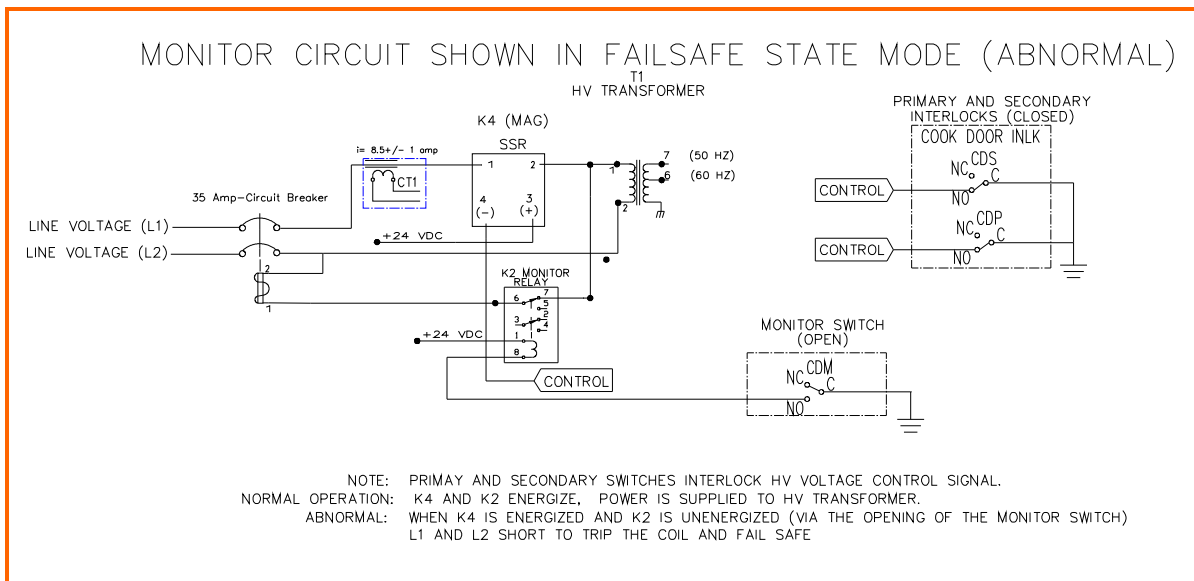 MONITOR CIRCUIT SHOWN IN FAILSAFE STATE MODE (ABNORMAL)
T1
HV TRANSFORMER
K4 (MAG)
SSR
1
2
4
(-)
3
(+)
i= 8.5+/- 1 amp
CT1
35 Amp-Circuit Breaker
LINE VOLTAGE (L1)
LINE VOLTAGE (L2)
2
1
+24 VDC
1
2
7
(50 HZ)
6
(60 HZ)
K2 MONITOR
RELAY
6
7
5
3
2
4
1
8
+24 VDC
CONTROL
PRIMARY AND SECONDARY
INTERLOCKS (CLOSED)
COOK DOOR INLK
CONTROL
NC
CDS
C
NO
CONTROL
NC
CDP
C
NO
MONITOR SWITCH
(OPEN)
NC
CDM
C
NO
NOTE: PRIMAY AND SECONDARY SWITCHES INTERLOCK HV VOLTAGE CONTROL SIGNAL.
NORMAL OPERATION: K4 AND K2 ENERGIZE, POWER IS SUPPLIED TO HV TRANSFORMER.
ABNORMAL: WHEN K4 IS ENERGIZED AND K2 IS UNENERGIZED (VIA THE OPENING OF THE MONITOR SWITCH)
L1 AND L2 SHORT TO TRIP THE COIL AND FAIL SAFE